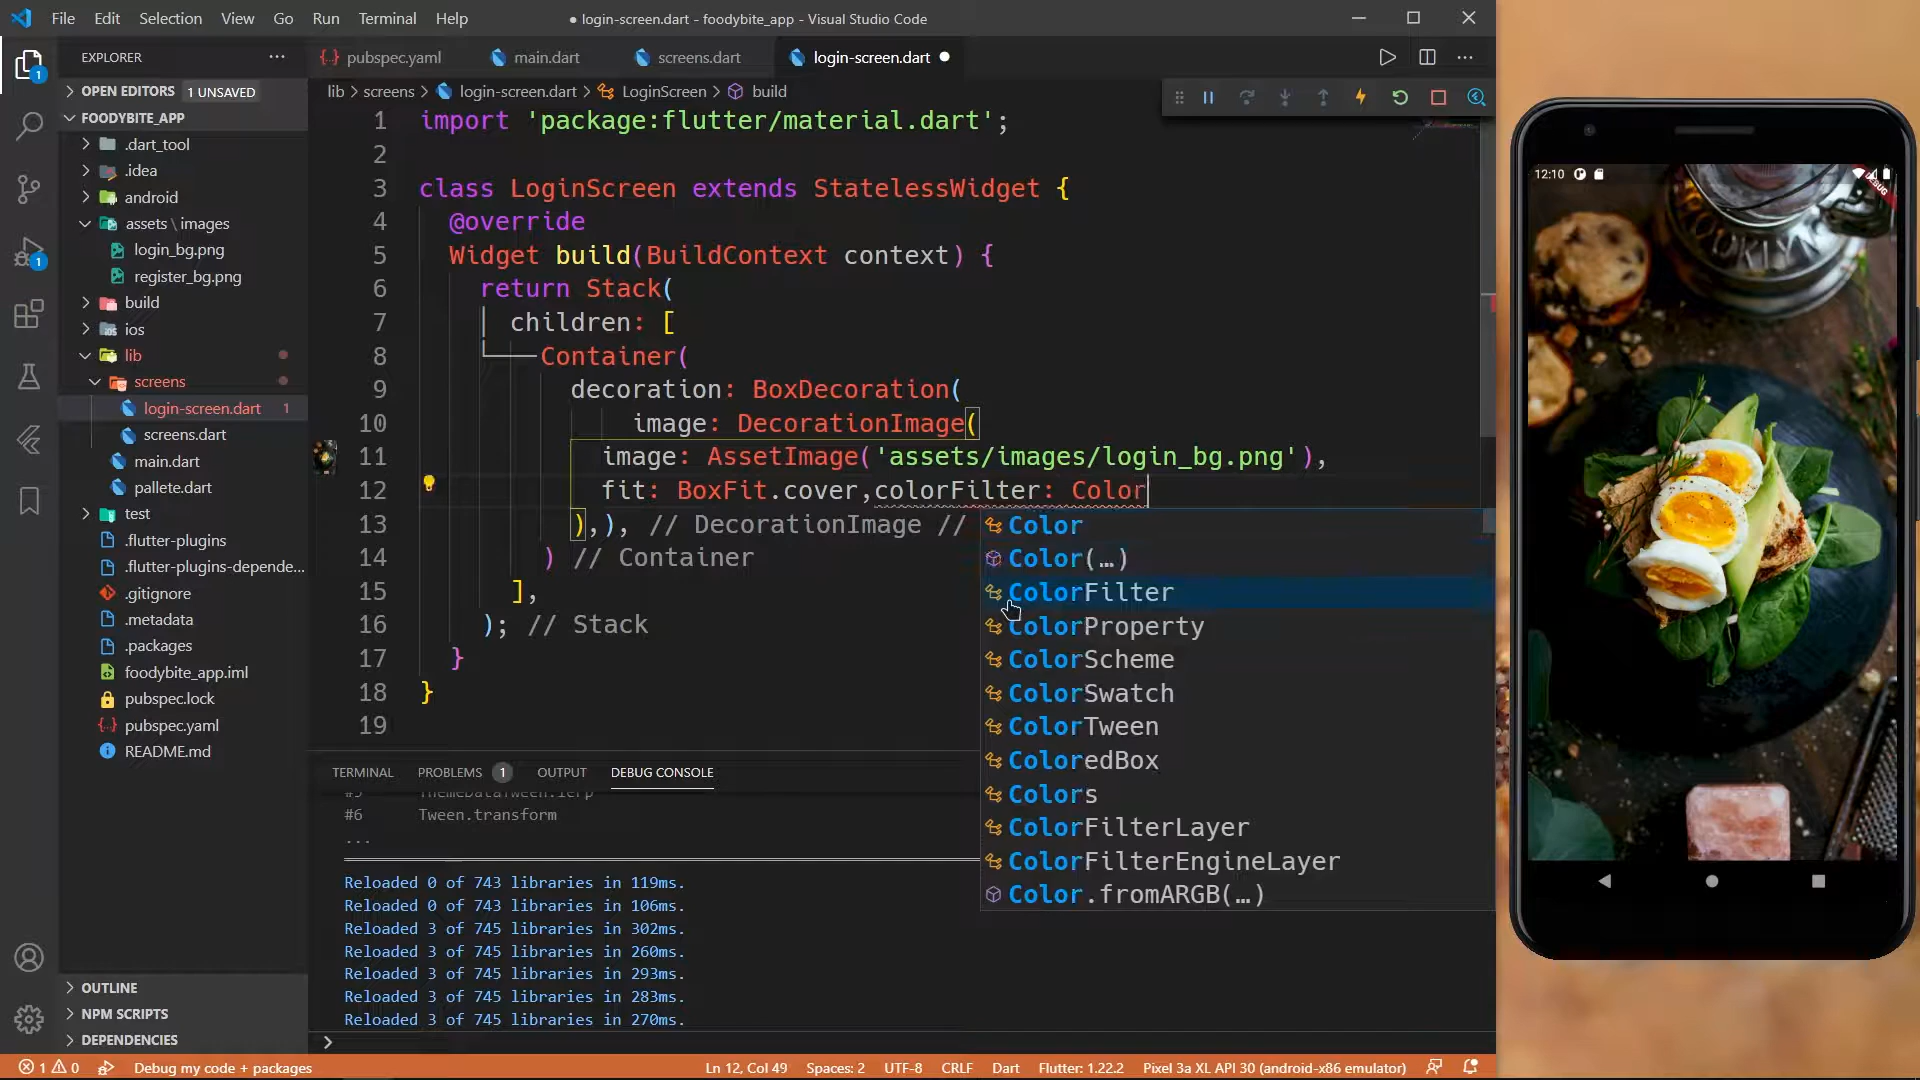 File Edit Selection View Go Run Terminal Help
● login-screen.dart - foodybite_app - Visual Studio Code
EXPLORER
OPEN EDITORS 1 UNSAVED
FOODYBITE_APP
.dart_tool
.idea
android
assets \ images
login_bg.png
register_bg.png
build
ios
lib
screens
login-screen.dart 1
screens.dart
main.dart
pallete.dart
test
.flutter-plugins
.flutter-plugins-depende...
.gitignore
.metadata
.packages
foodybite_app.iml
pubspec.lock
pubspec.yaml
README.md
OUTLINE
NPM SCRIPTS
DEPENDENCIES
1
1
pubspec.yaml main.dart screens.dart login-screen.dart
lib > screens > login-screen.dart > LoginScreen > build
1 import 'package:flutter/material.dart';
2
3 class LoginScreen extends StatelessWidget {
4 @override
5 Widget build(BuildContext context) {
6 return Stack(
7 children: [
8 Container(
9 decoration: BoxDecoration(
10 image: DecorationImage(
11 image: AssetImage('assets/images/login_bg.png'),
12 fit: BoxFit.cover,colorFilter: Color
13 ),), // DecorationImage //
14 ) // Container
15 ],
16 ); // Stack
17 }
18 }
19
Color
Color(…)
ColorFilter
ColorProperty
ColorScheme
ColorSwatch
ColorTween
ColoredBox
Colors
ColorFilterLayer
ColorFilterEngineLayer
Color.fromARGB(…)
TERMINAL PROBLEMS 1 OUTPUT DEBUG CONSOLE
#5 ThemeDataTween.lerp
#6 Tween.transform
...
Reloaded 0 of 743 libraries in 119ms.
Reloaded 0 of 743 libraries in 106ms.
Reloaded 3 of 745 libraries in 302ms.
Reloaded 3 of 745 libraries in 260ms.
Reloaded 3 of 745 libraries in 293ms.
Reloaded 3 of 745 libraries in 283ms.
Reloaded 3 of 745 libraries in 270ms.
1 0 Debug my code + packages Ln 12, Col 49 Spaces: 2 UTF-8 CRLF Dart Flutter: 1.22.2 Pixel 3a XL API 30 (android-x86 emulator)
12:10
DEBUG